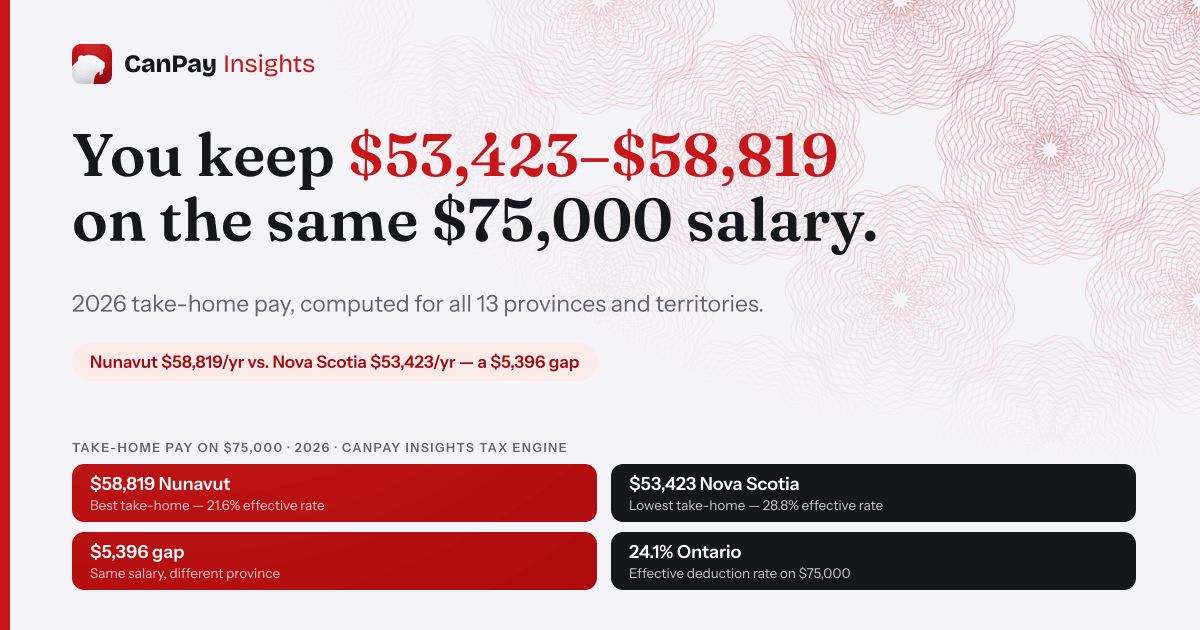 CanPay Insights
You keep $53,423–$58,819
on the same $75,000 salary.
2026 take-home pay, computed for all 13 provinces and territories.
Nunavut $58,819/yr vs. Nova Scotia $53,423/yr — a $5,396 gap
TAKE-HOME PAY ON $75,000 · 2026 · CANPAY INSIGHTS TAX ENGINE
$58,819 Nunavut
Best take-home — 21.6% effective rate
$53,423 Nova Scotia
Lowest take-home — 28.8% effective rate
$5,396 gap
Same salary, different province
24.1% Ontario
Effective deduction rate on $75,000